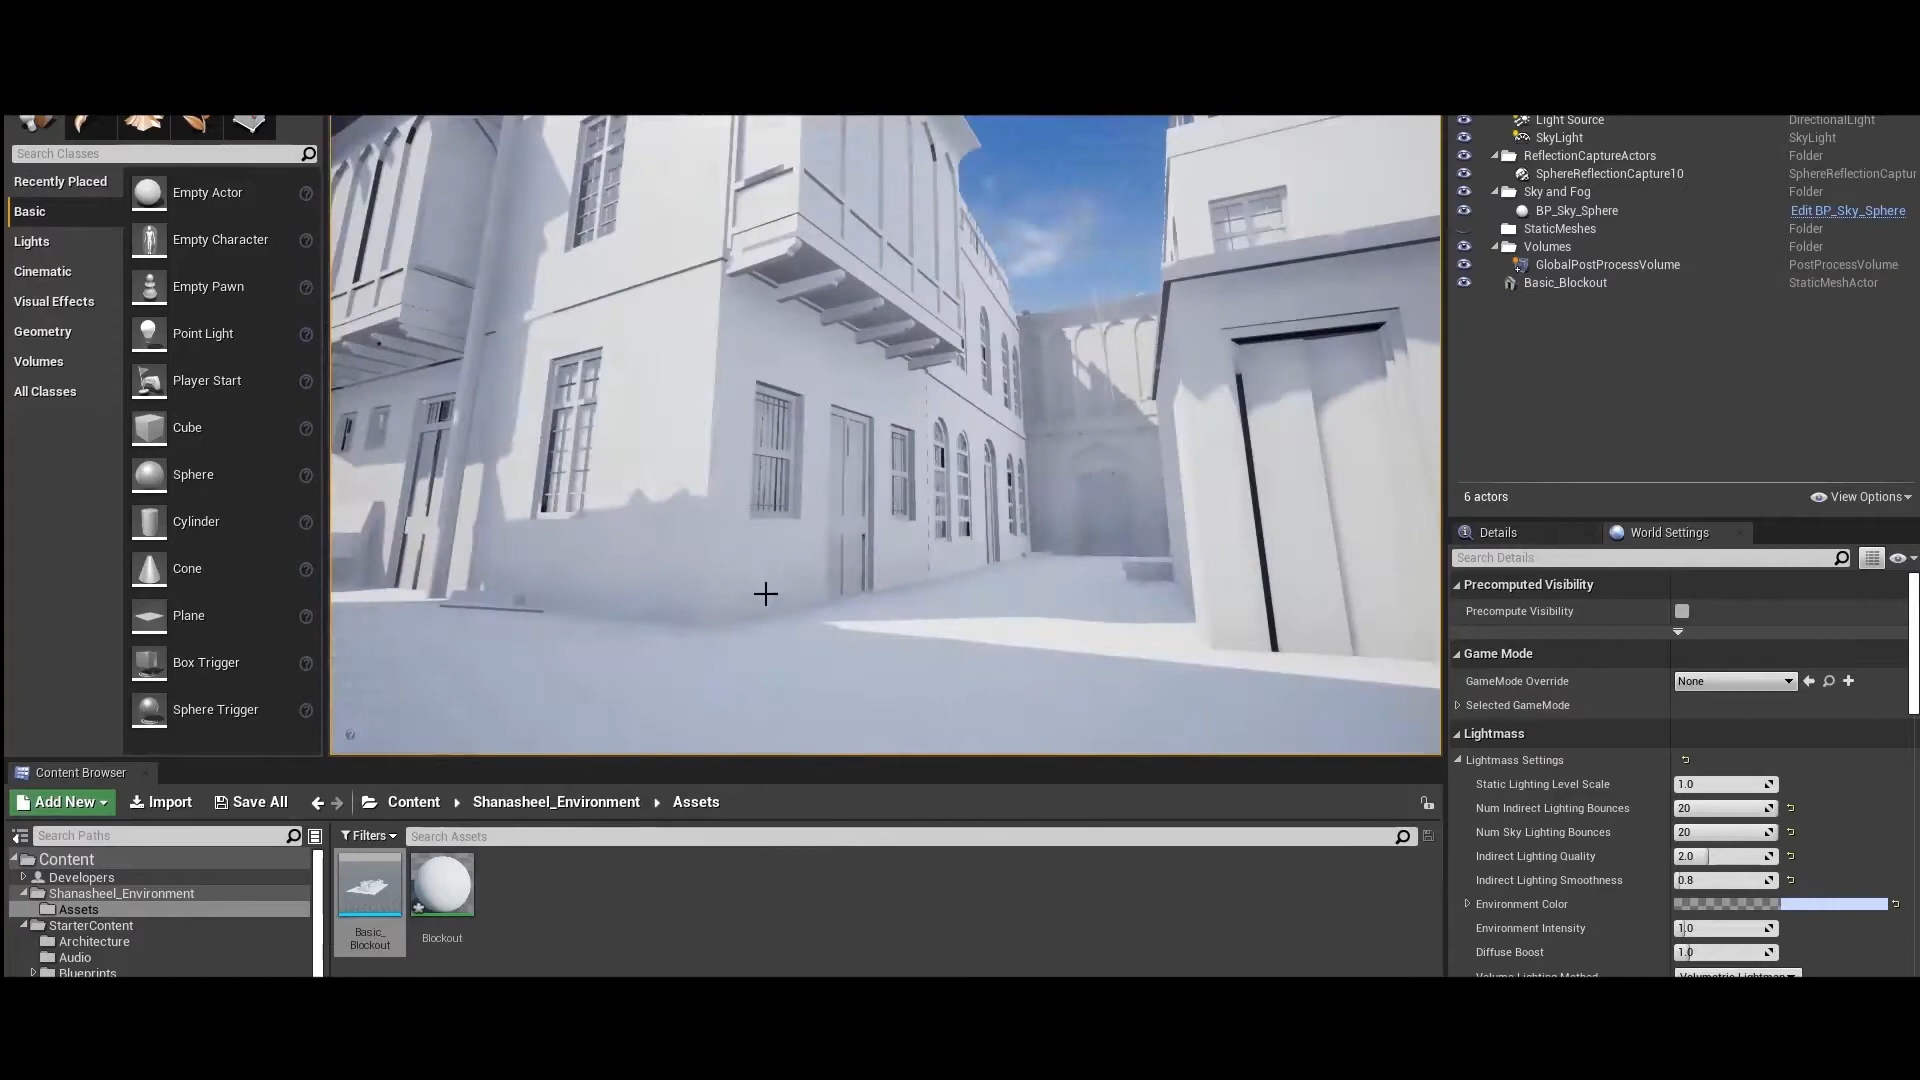 Search Classes
Recently Placed
Basic
Lights
Cinematic
Visual Effects
Geometry
Volumes
All Classes
Empty Actor
Empty Character
Empty Pawn
Point Light
Player Start
Cube
Sphere
Cylinder
Cone
Plane
Box Trigger
Sphere Trigger
Light Source DirectionalLight
SkyLight SkyLight
ReflectionCaptureActors Folder
SphereReflectionCapture10 SphereReflectionCaptur
Sky and Fog Folder
BP_Sky_Sphere Edit BP_Sky_Sphere
StaticMeshes Folder
Volumes Folder
GlobalPostProcessVolume PostProcessVolume
Basic_Blockout StaticMeshActor
6 actors View Options
Details World Settings
Search Details
Precomputed Visibility
Precompute Visibility
Game Mode
GameMode Override None
Selected GameMode
Lightmass
Lightmass Settings
Static Lighting Level Scale 1.0
Num Indirect Lighting Bounces 20
Num Sky Lighting Bounces 20
Indirect Lighting Quality 2.0
Indirect Lighting Smoothness 0.8
Environment Color
Environment Intensity 1.0
Diffuse Boost 1.0
Volume Lighting Method Volumetric Lightmap
Content Browser
Add New Import Save All Content Shanasheel_Environment Assets
Search Paths
Filters Search Assets
Content
Developers
Shanasheel_Environment
Assets
StarterContent
Architecture
Audio
Blueprints
Basic_
Blockout
Blockout